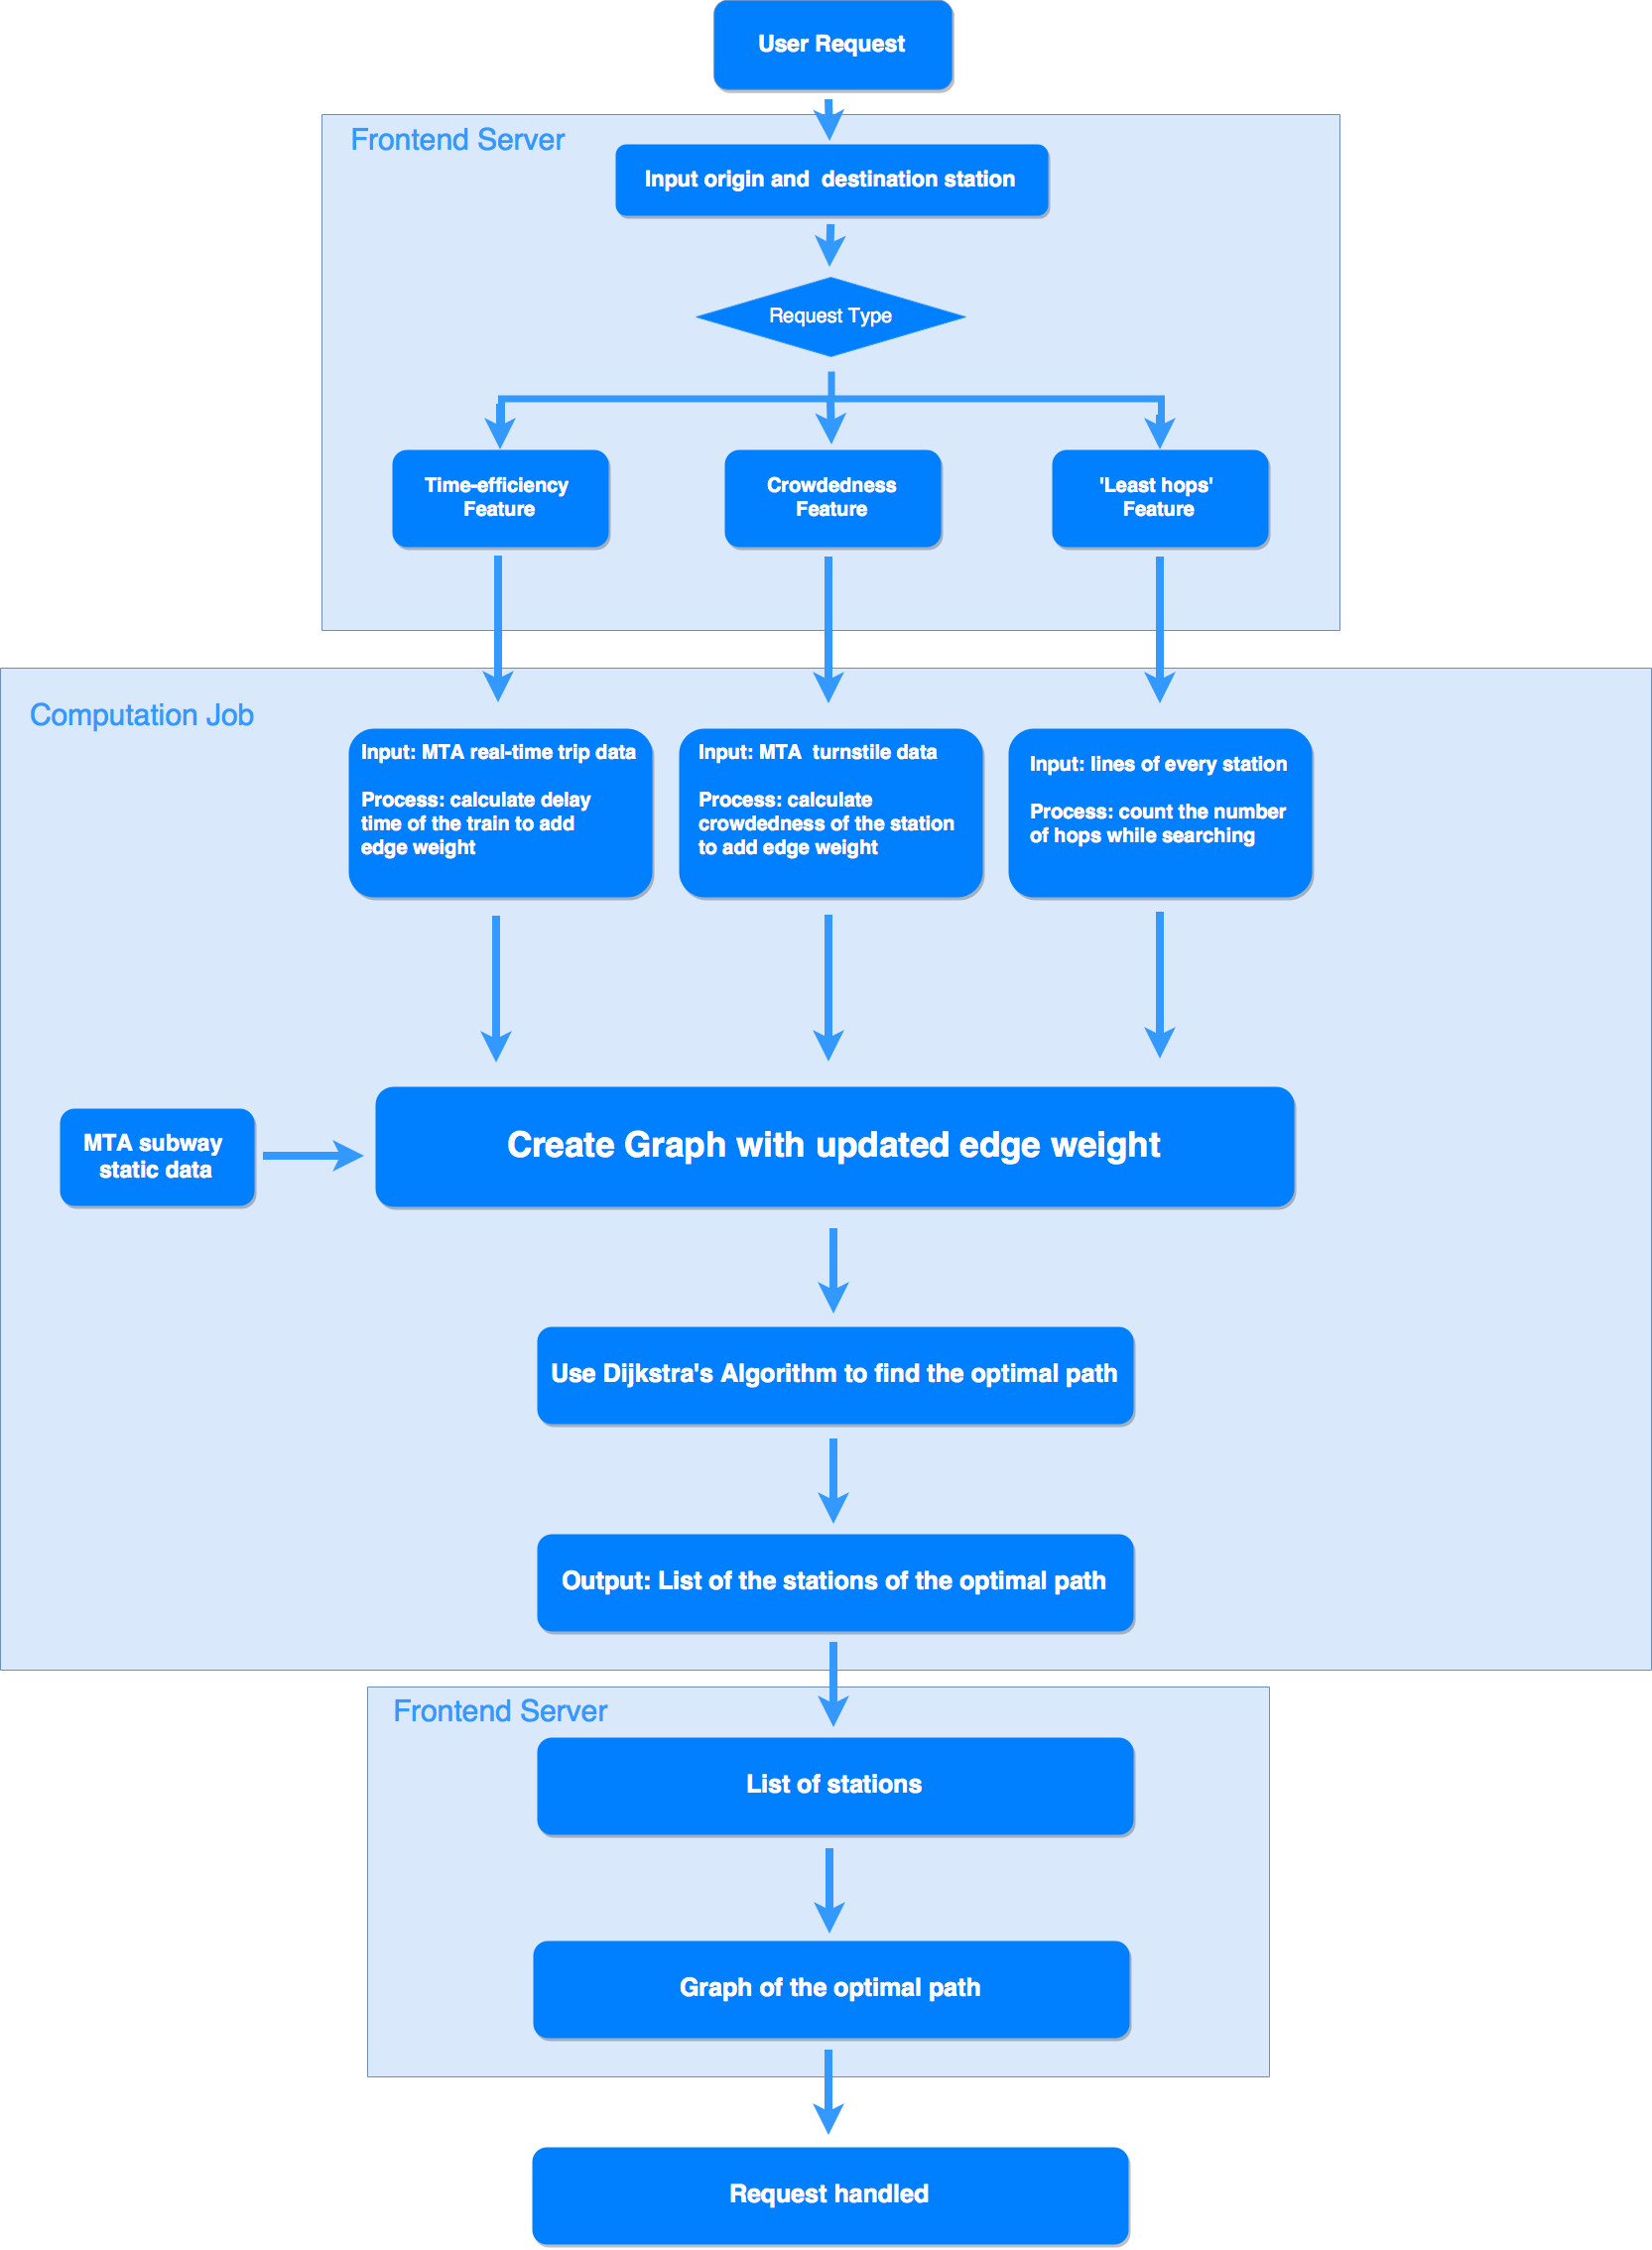 User Request
Frontend Server
Input origin and  destination station
Request Type
Time-efficiency
Feature
Crowdedness
Feature
'Least hops'
Feature
Computation Job
Input: MTA real-time trip data
Process: calculate delay
time of the train to add
edge weight
Input: MTA  turnstile data
Process: calculate
crowdedness of the station
to add edge weight
Input: lines of every station
Process: count the number
of hops while searching
MTA subway
static data
Create Graph with updated edge weight
Use Dijkstra's Algorithm to find the optimal path
Output: List of the stations of the optimal path
Frontend Server
List of stations
Graph of the optimal path
Request handled